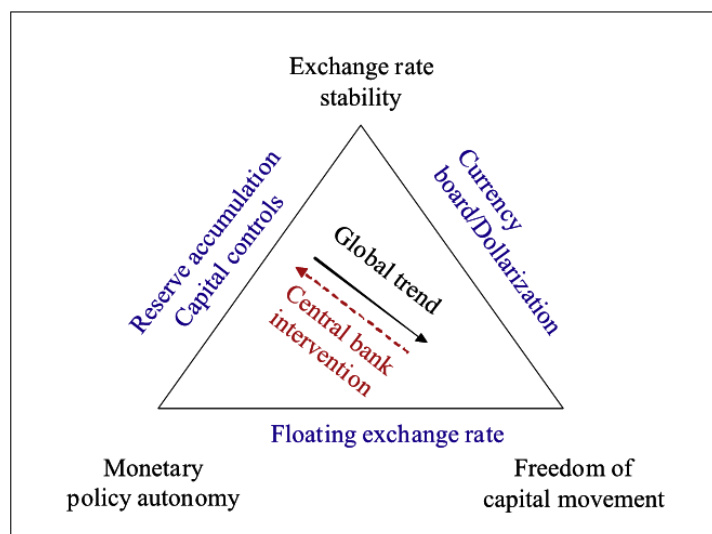 Exchange rate
stability
Reserve accumulation
Capital controls
Currency
board/Dollarization
Global trend
Central bank
intervention
Floating exchange rate
Monetary
policy autonomy
Freedom of
capital movement